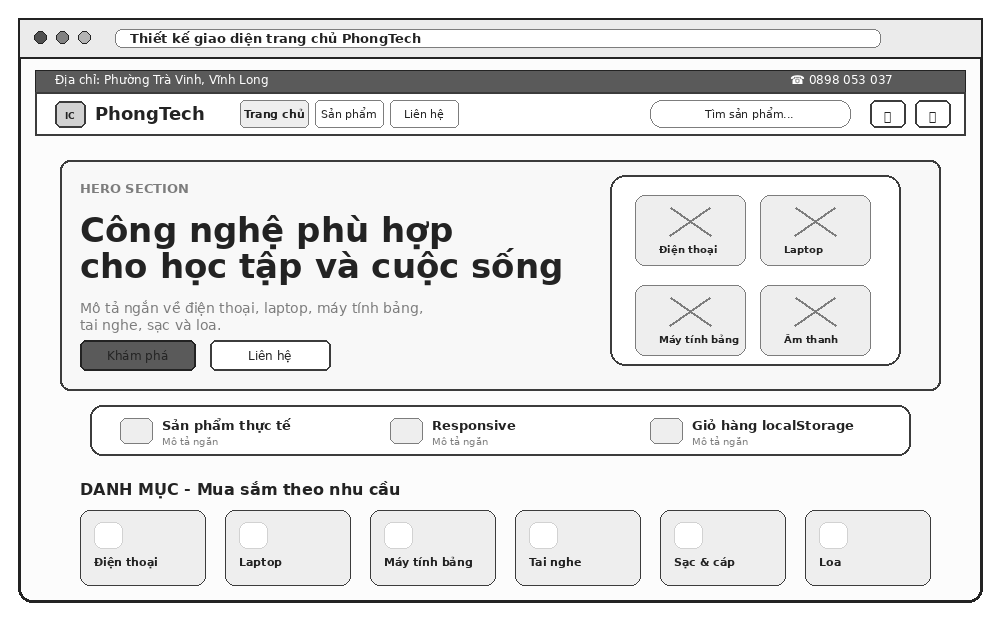 Thiết kế giao diện trang chủ PhongTech
Địa chỉ: Phường Trà Vinh, Vĩnh Long
☎ 0898 053 037
IC
PhongTech
Trang chủ
Sản phẩm
Liên hệ
Tìm sản phẩm...
HERO SECTION
Công nghệ phù hợp
cho học tập và cuộc sống
Mô tả ngắn về điện thoại, laptop, máy tính bảng,
tai nghe, sạc và loa.
Khám phá
Liên hệ
Điện thoại
Laptop
Máy tính bảng
Âm thanh
Sản phẩm thực tế
Mô tả ngắn
Responsive
Mô tả ngắn
Giỏ hàng localStorage
Mô tả ngắn
DANH MỤC - Mua sắm theo nhu cầu
Điện thoại
Laptop
Máy tính bảng
Tai nghe
Sạc & cáp
Loa